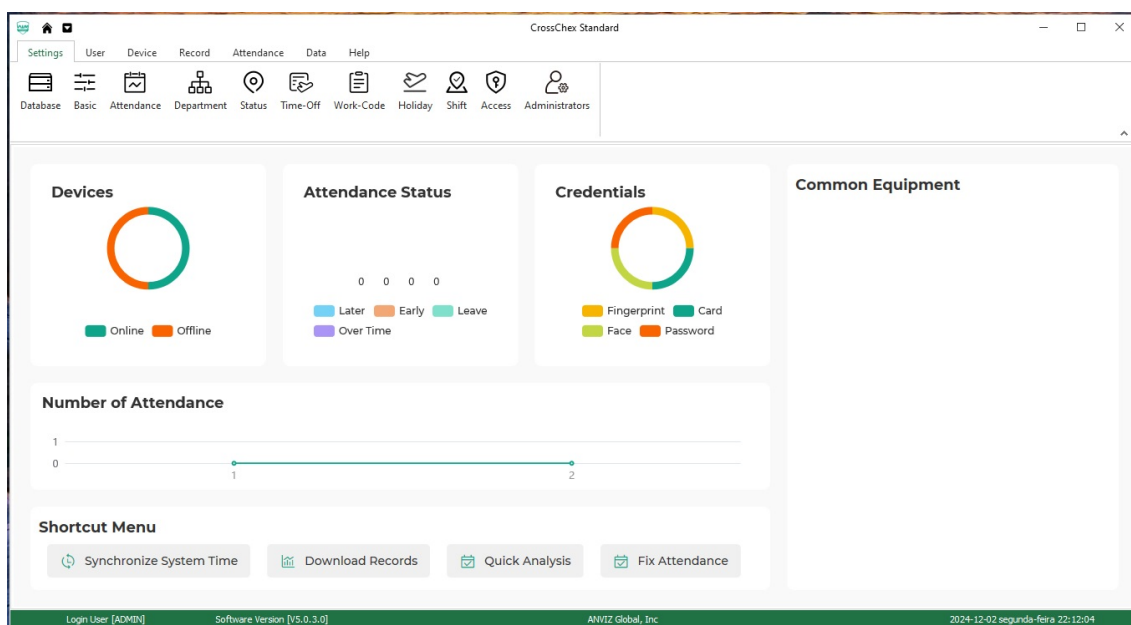 CrossChex Standard
Settings User Device Record Attendance Data Help
Database Basic Attendance Department Status Time-Off Work-Code Holiday Shift Access Administrators
Devices
Online Offline
Attendance Status
0 0 0 0
Later Early Leave
Over Time
Credentials
Fingerprint Card
Face Password
Common Equipment
Number of Attendance
1
0
1 2
Shortcut Menu
Synchronize System Time Download Records Quick Analysis Fix Attendance
Login User [ADMIN] Software Version [V5.0.3.0] ANVIZ Global, Inc 2024-12-02 segunda-feira 22:12:04